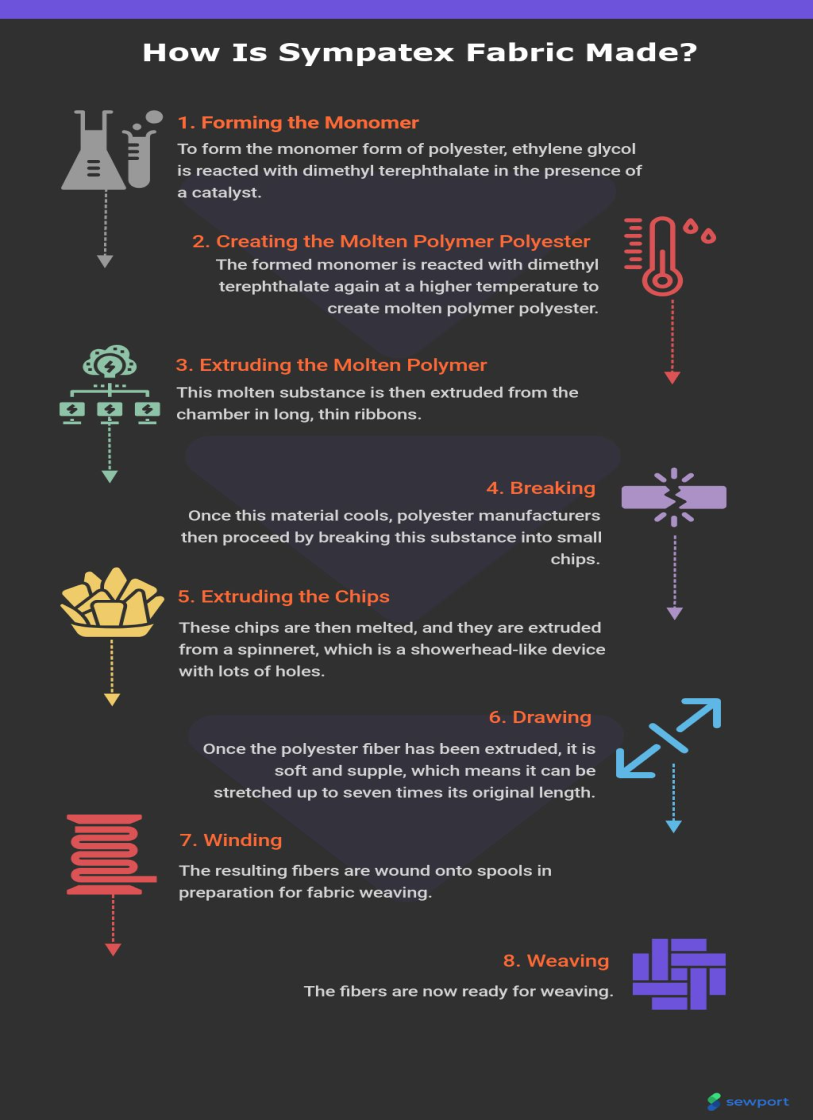 How Is Sympatex Fabric Made?
1. Forming the Monomer
To form the monomer form of polyester, ethylene glycol
is reacted with dimethyl terephthalate in the presence of
a catalyst.
2. Creating the Molten Polymer Polyester
The formed monomer is reacted with dimethyl
terephthalate again at a higher temperature to
create molten polymer polyester.
3. Extruding the Molten Polymer
This molten substance is then extruded from the
chamber in long, thin ribbons.
4. Breaking
Once this material cools, polyester manufacturers
then proceed by breaking this substance into small
chips.
5. Extruding the Chips
These chips are then melted, and they are extruded
from a spinneret, which is a showerhead-like device
with lots of holes.
6. Drawing
Once the polyester fiber has been extruded, it is
soft and supple, which means it can be
stretched up to seven times its original length.
7. Winding
The resulting fibers are wound onto spools in
preparation for fabric weaving.
8. Weaving
The fibers are now ready for weaving.
sewport